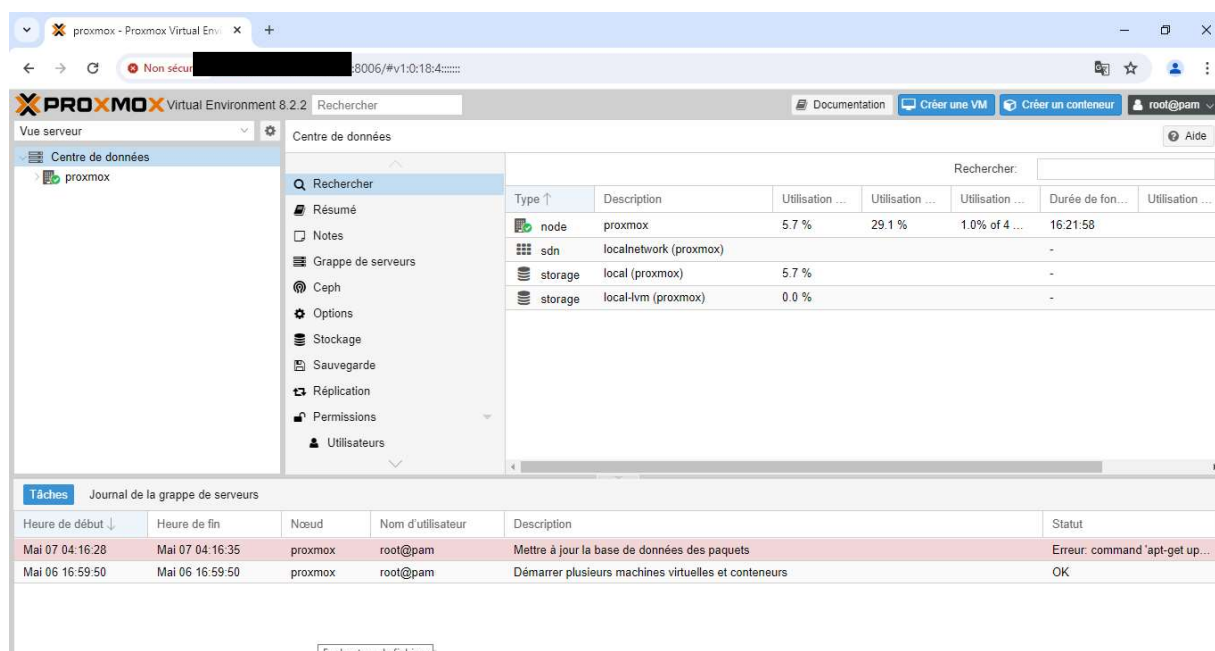 proxmox - Proxmox Virtual Envi
Non sécur :8006/#v1:0:18:4:::::::
PROXMOX Virtual Environment 8.2.2 Rechercher Documentation Créer une VM Créer un conteneur root@pam
Vue serveur
Centre de données
proxmox
Centre de données Aide
Rechercher
Résumé
Notes
Grappe de serveurs
Ceph
Options
Stockage
Sauvegarde
Réplication
Permissions
Utilisateurs
Rechercher:
Type Description Utilisation ... Utilisation ... Utilisation ... Durée de fon... Utilisation ...
node proxmox 5.7 % 29.1 % 1.0% of 4 ... 16:21:58
sdn localnetwork (proxmox) -
storage local (proxmox) 5.7 % -
storage local-lvm (proxmox) 0.0 % -
Tâches Journal de la grappe de serveurs
Heure de début Heure de fin Nœud Nom d'utilisateur Description Statut
Mai 07 04:16:28 Mai 07 04:16:35 proxmox root@pam Mettre à jour la base de données des paquets Erreur: command 'apt-get up...
Mai 06 16:59:50 Mai 06 16:59:50 proxmox root@pam Démarrer plusieurs machines virtuelles et conteneurs OK